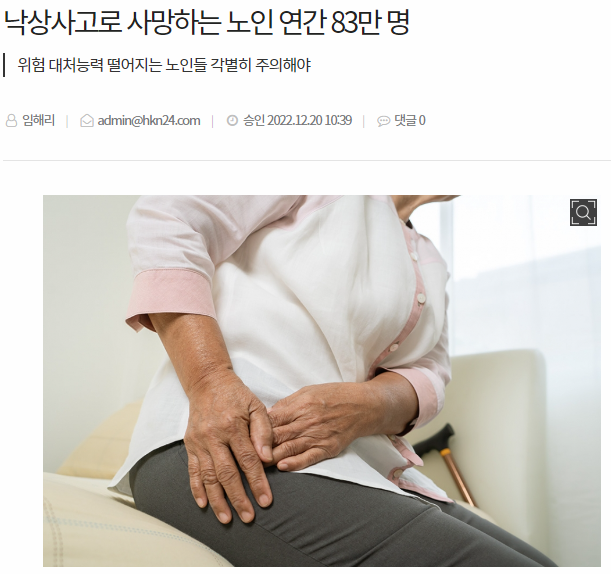 낙상사고로 사망하는 노인 연간 83만 명
위험 대처능력 떨어지는 노인들 각별히 주의해야
임해리 | admin@hkn24.com | 승인 2022.12.20 10:39 | 댓글 0